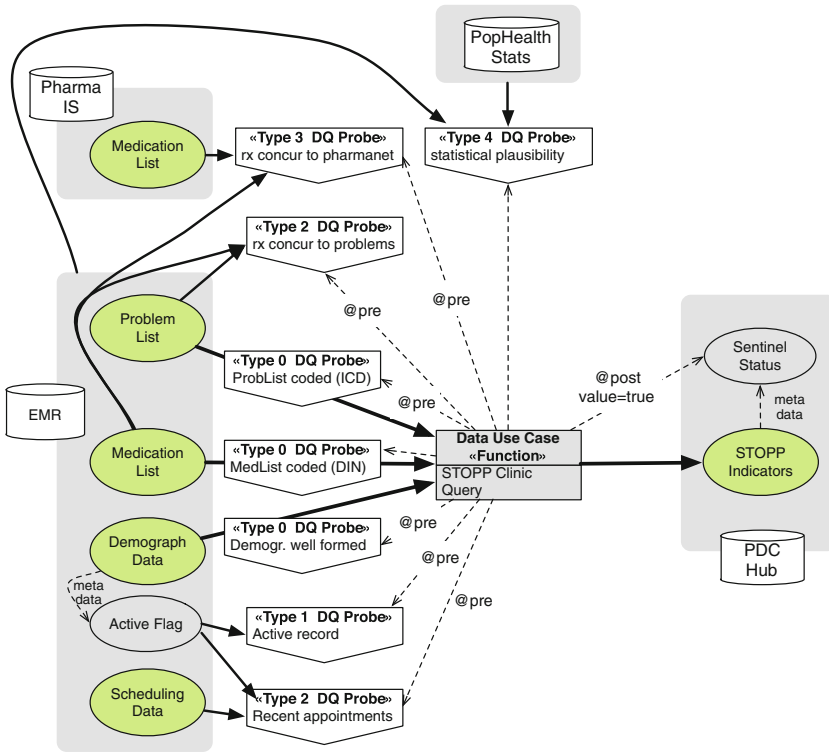 PopHealth
Stats
Pharma
IS
Medication
List
«Type 3 DQ Probe»
rx concur to pharmanet
«Type 4 DQ Probe»
statistical plausibility
«Type 2 DQ Probe»
rx concur to problems
@pre
@pre
Problem
List
«Type 0 DQ Probe»
ProbList coded (ICD)
@pre
EMR
Medication
List
«Type 0 DQ Probe»
MedList coded (DIN)
Data Use Case
«Function»
STOPP Clinic
Query
@post
value=true
Sentinel
Status
meta
data
STOPP
Indicators
PDC
Hub
Demograph
Data
«Type 0 DQ Probe»
Demogr. well formed
@pre
@pre
@pre
meta
data
Active Flag
«Type 1 DQ Probe»
Active record
Scheduling
Data
«Type 2 DQ Probe»
Recent appointments